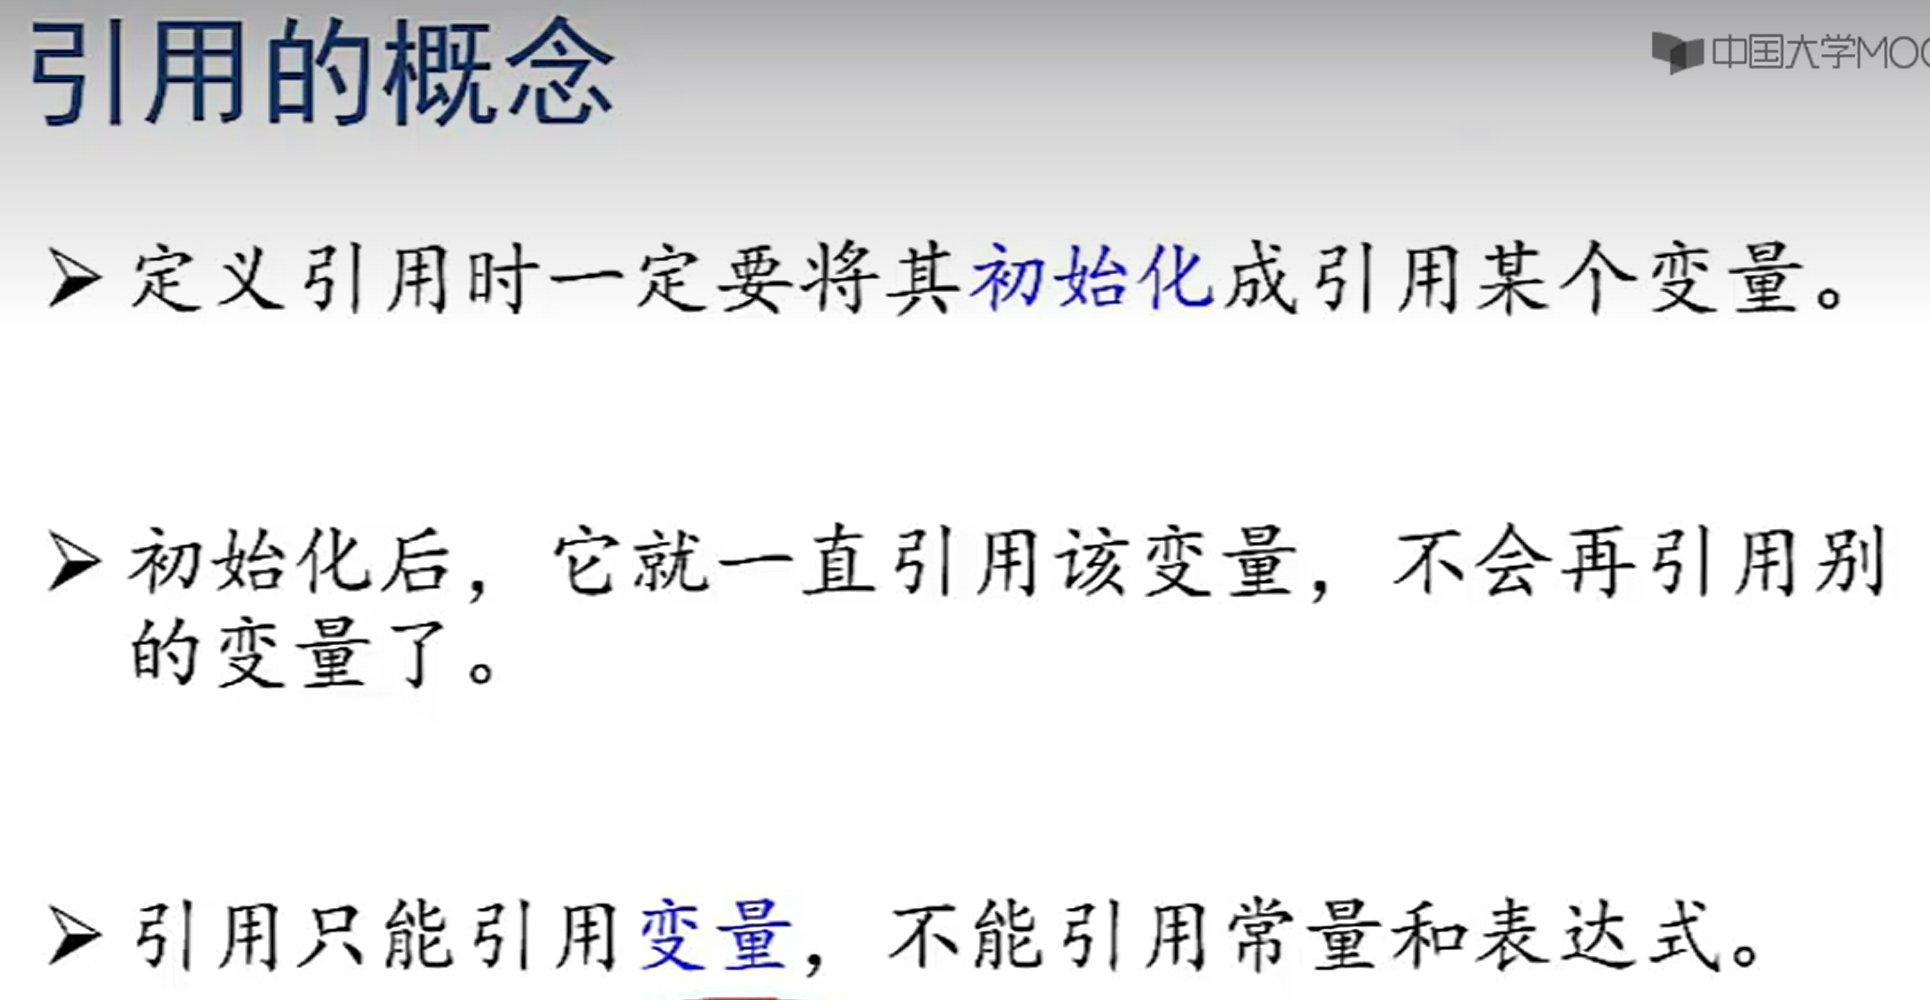 引用的概念
中国大学MOO
定义引用时一定要将其初始化成引用某个变量。
初始化后，它就一直引用该变量，不会再引用别
的变量了。
引用只能引用变量，不能引用常量和表达式。